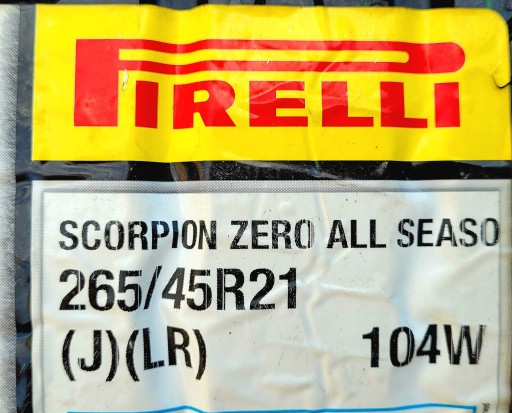 PIRELLI
SCORPION ZERO ALL SEASO
265/45R21
(J)(LR) 104W